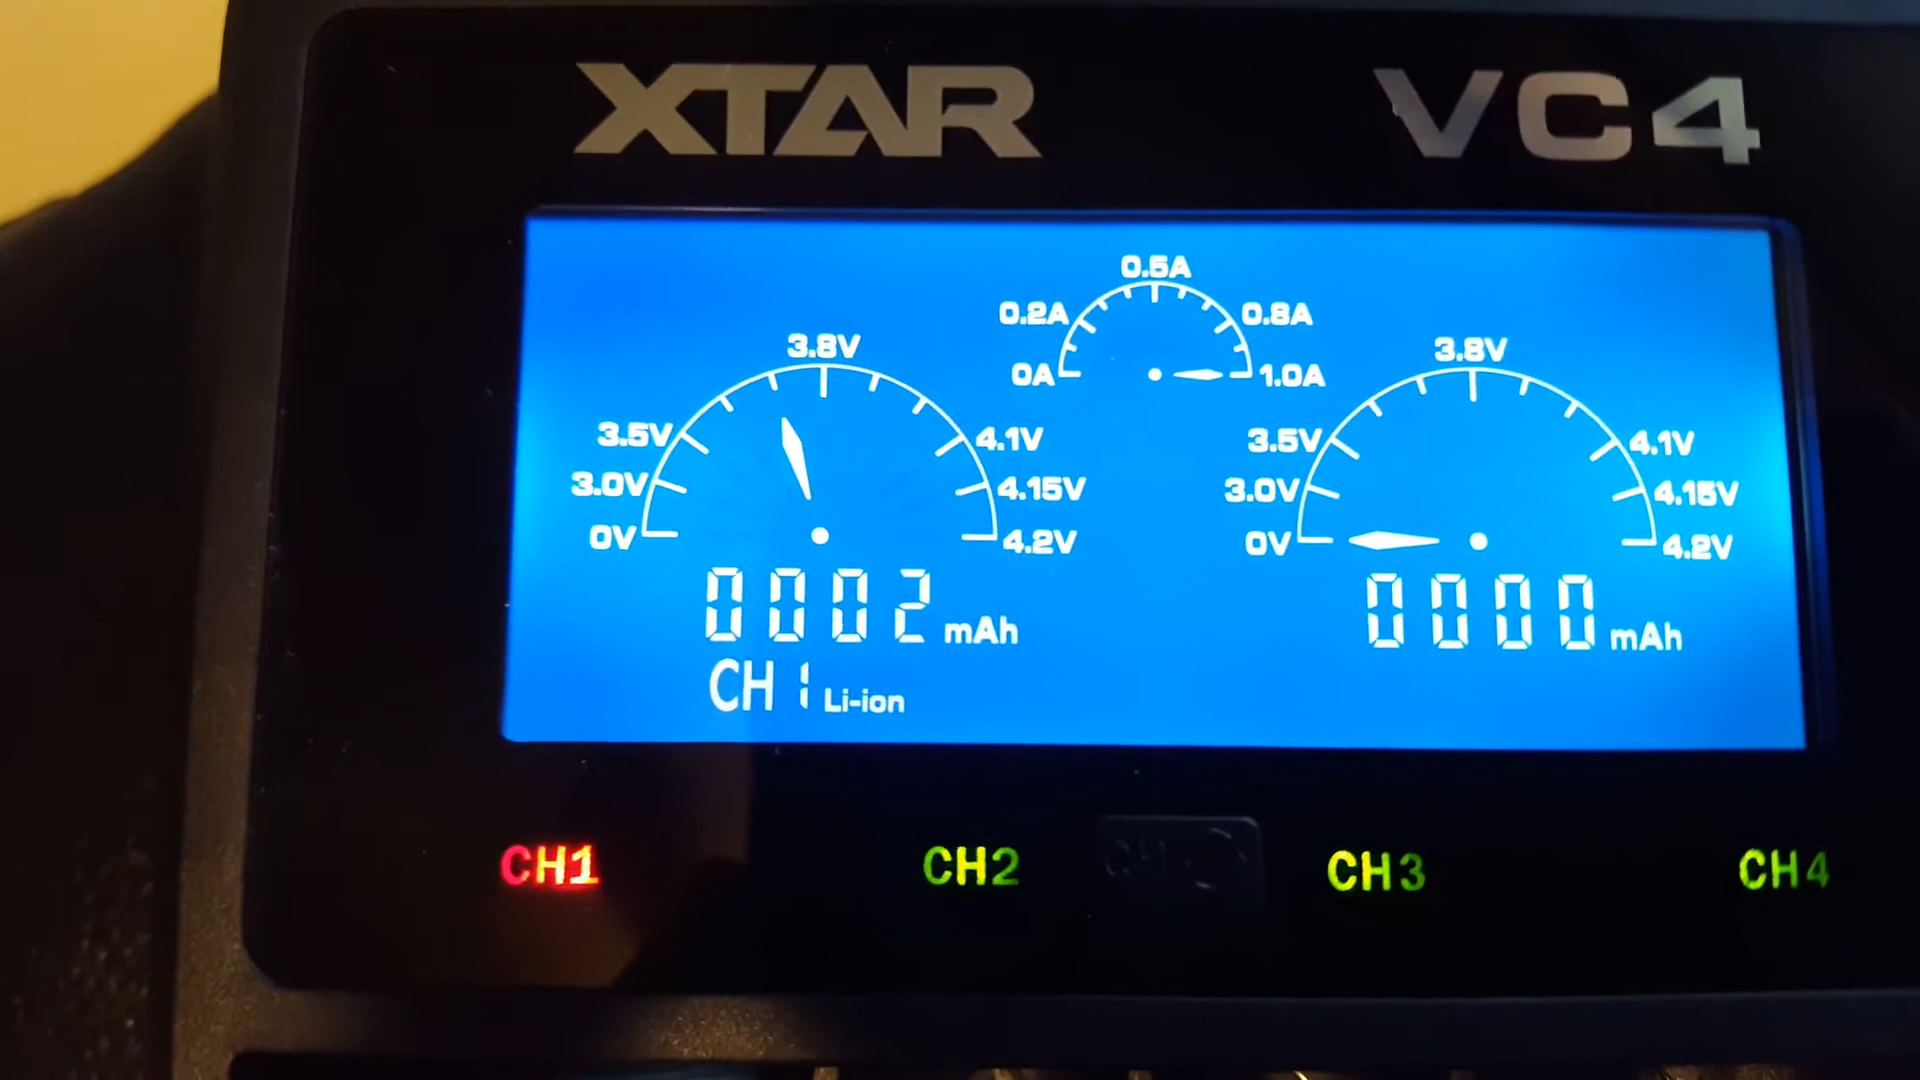 XTAR VC4
0.5A
0.2A 0.8A
0A 1.0A
3.8V 3.8V
3.5V 4.1V 3.5V 4.1V
3.0V 4.15V 3.0V 4.15V
0V 4.2V 0V 4.2V
0002 mAh 0000 mAh
CH1 Li-ion
CH1 CH2 CH3 CH4